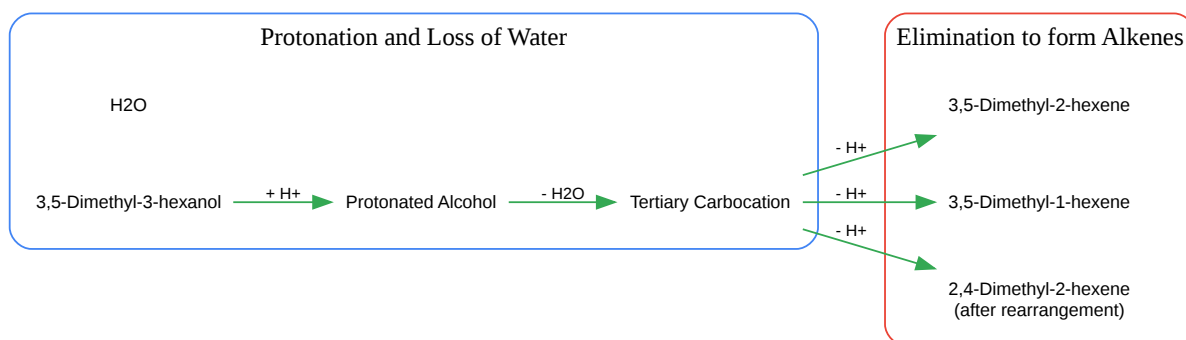 Protonation and Loss of Water
Elimination to form Alkenes
H2O
3,5-Dimethyl-2-hexene
- H+
3,5-Dimethyl-3-hexanol
+ H+
Protonated Alcohol
- H2O
Tertiary Carbocation
- H+
3,5-Dimethyl-1-hexene
- H+
2,4-Dimethyl-2-hexene
(after rearrangement)